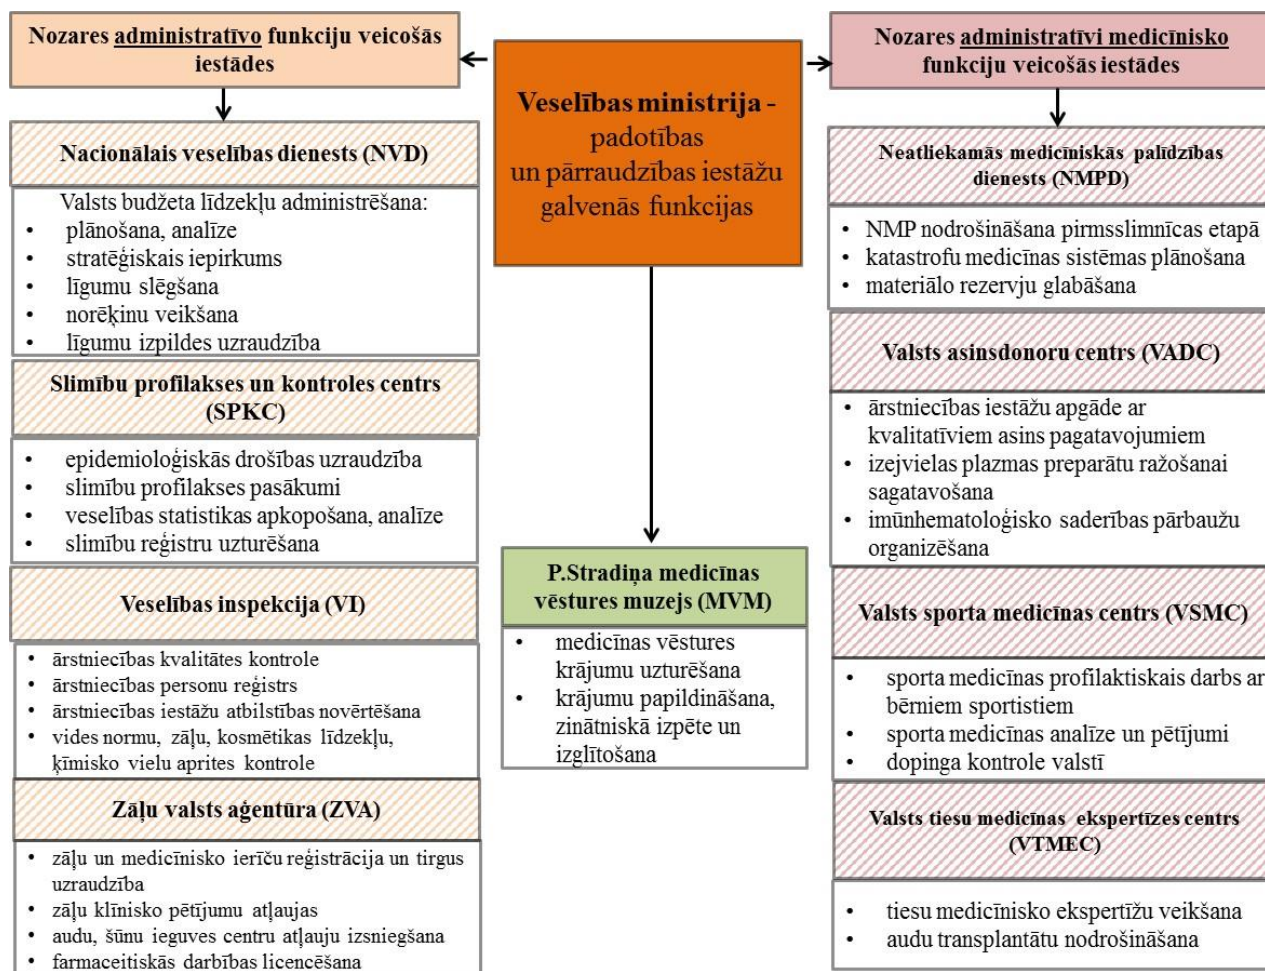 Nozares administratīvo funkciju veicošās
iestādes
Nacionālais veselības dienests (NVD)
Valsts budžeta līdzekļu administrēšana:
• plānošana, analīze
• stratēģiskais iepirkums
• līgumu slēgšana
• norēķinu veikšana
• līgumu izpildes uzraudzība
Slimību profilakses un kontroles centrs
(SPKC)
• epidemioloģiskās drošības uzraudzība
• slimību profilakses pasākumi
• veselības statistikas apkopošana, analīze
• slimību reģistru uzturēšana
Veselības inspekcija (VI)
• ārstniecības kvalitātes kontrole
• ārstniecības personu reģistrs
• ārstniecības iestāžu atbilstības novērtēšana
• vides normu, zāļu, kosmētikas līdzekļu,
ķīmisko vielu aprites kontrole
Zāļu valsts aģentūra (ZVA)
• zāļu un medicīnisko ierīču reģistrācija un tirgus
uzraudzība
• zāļu klīnisko pētījumu atļaujas
• audu, šūnu ieguves centru atļauju izsniegšana
• farmaceitiskās darbības licencēšana
Veselības ministrija -
padotības
un pārraudzības iestāžu
galvenās funkcijas
P.Stradiņa medicīnas
vēstures muzejs (MVM)
• medicīnas vēstures
krājumu uzturēšana
• krājumu papildināšana,
zinātniskā izpēte un
izglītošana
Nozares administratīvi medicīnisko
funkciju veicošās iestādes
Neatliekamās medicīniskās palīdzības
dienests (NMPD)
• NMP nodrošināšana pirmsslimnīcas etapā
• katastrofu medicīnas sistēmas plānošana
• materiālo rezervju glabāšana
Valsts asinsdonoru centrs (VADC)
• ārstniecības iestāžu apgāde ar
kvalitatīviem asins pagatavojumiem
• izejvielas plazmas preparātu ražošanai
sagatavošana
• imūnhematoloģisko saderības pārbaužu
organizēšana
Valsts sporta medicīnas centrs (VSMC)
• sporta medicīnas profilaktiskais darbs ar
bērniem sportistiem
• sporta medicīnas analīze un pētījumi
• dopinga kontrole valstī
Valsts tiesu medicīnas ekspertīzes centrs
(VTMEC)
• tiesu medicīnisko ekspertīžu veikšana
• audu transplantātu nodrošināšana